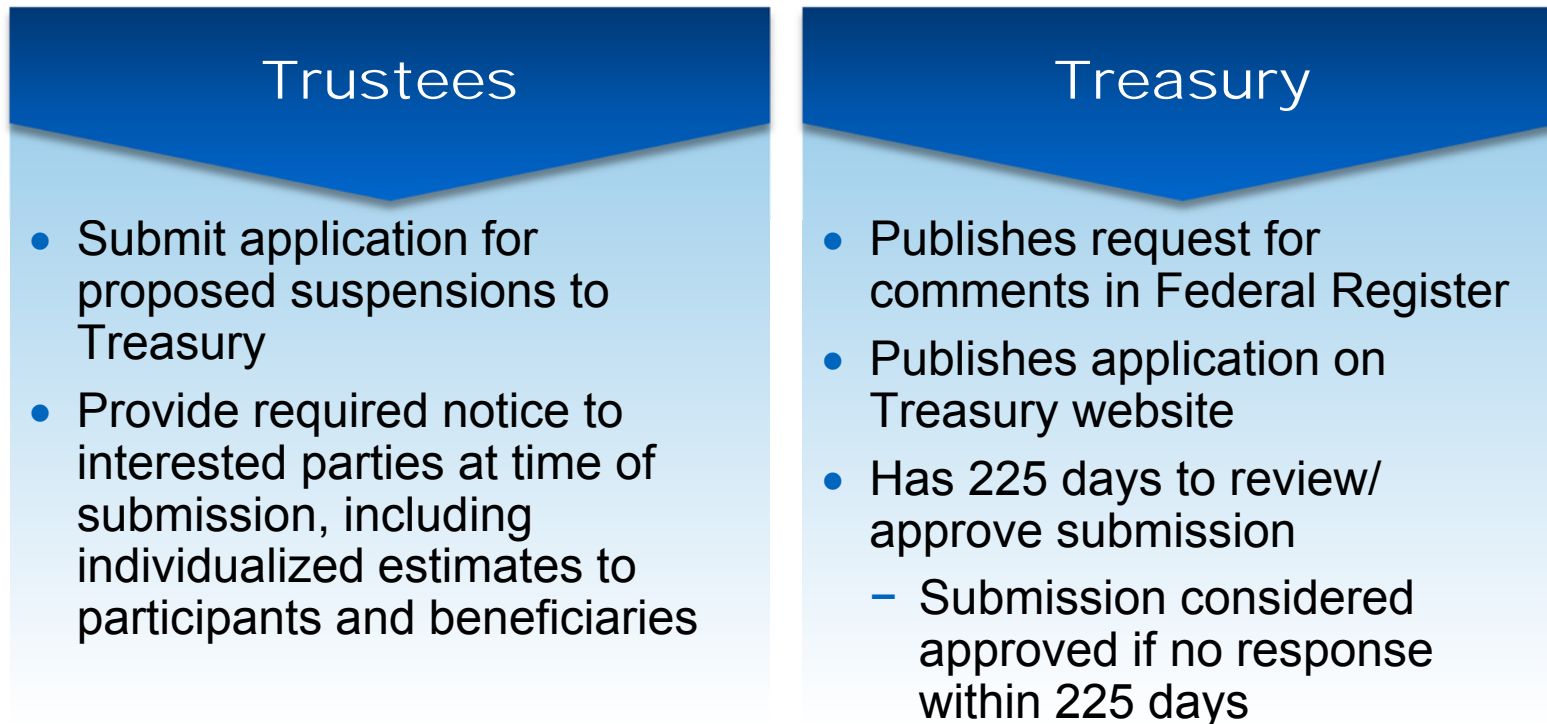 Trustees
• Submit application for
proposed suspensions to
Treasury
• Provide required notice to
interested parties at time of
submission, including
individualized estimates to
participants and beneficiaries
Treasury
• Publishes request for
comments in Federal Register
• Publishes application on
Treasury website
• Has 225 days to review/
approve submission
− Submission considered
approved if no response
within 225 days